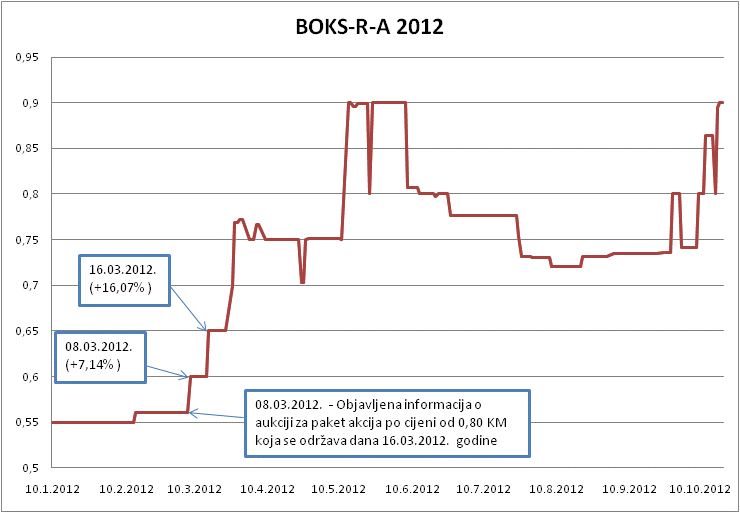 BOKS-R-A 2012
0,95
0,9
0,85
0,8
0,75
0,7
0,65
0,6
0,55
0,5
16.03.2012.
(+16,07% )
08.03.2012.
(+7,14% )
08.03.2012. - Objavljena informacija o
aukciji za paket akcija po cijeni od 0,80 KM
koja se održava dana 16.03.2012. godine
10.1.2012 10.2.2012 10.3.2012 10.4.2012 10.5.2012 10.6.2012 10.7.2012 10.8.2012 10.9.2012 10.10.2012